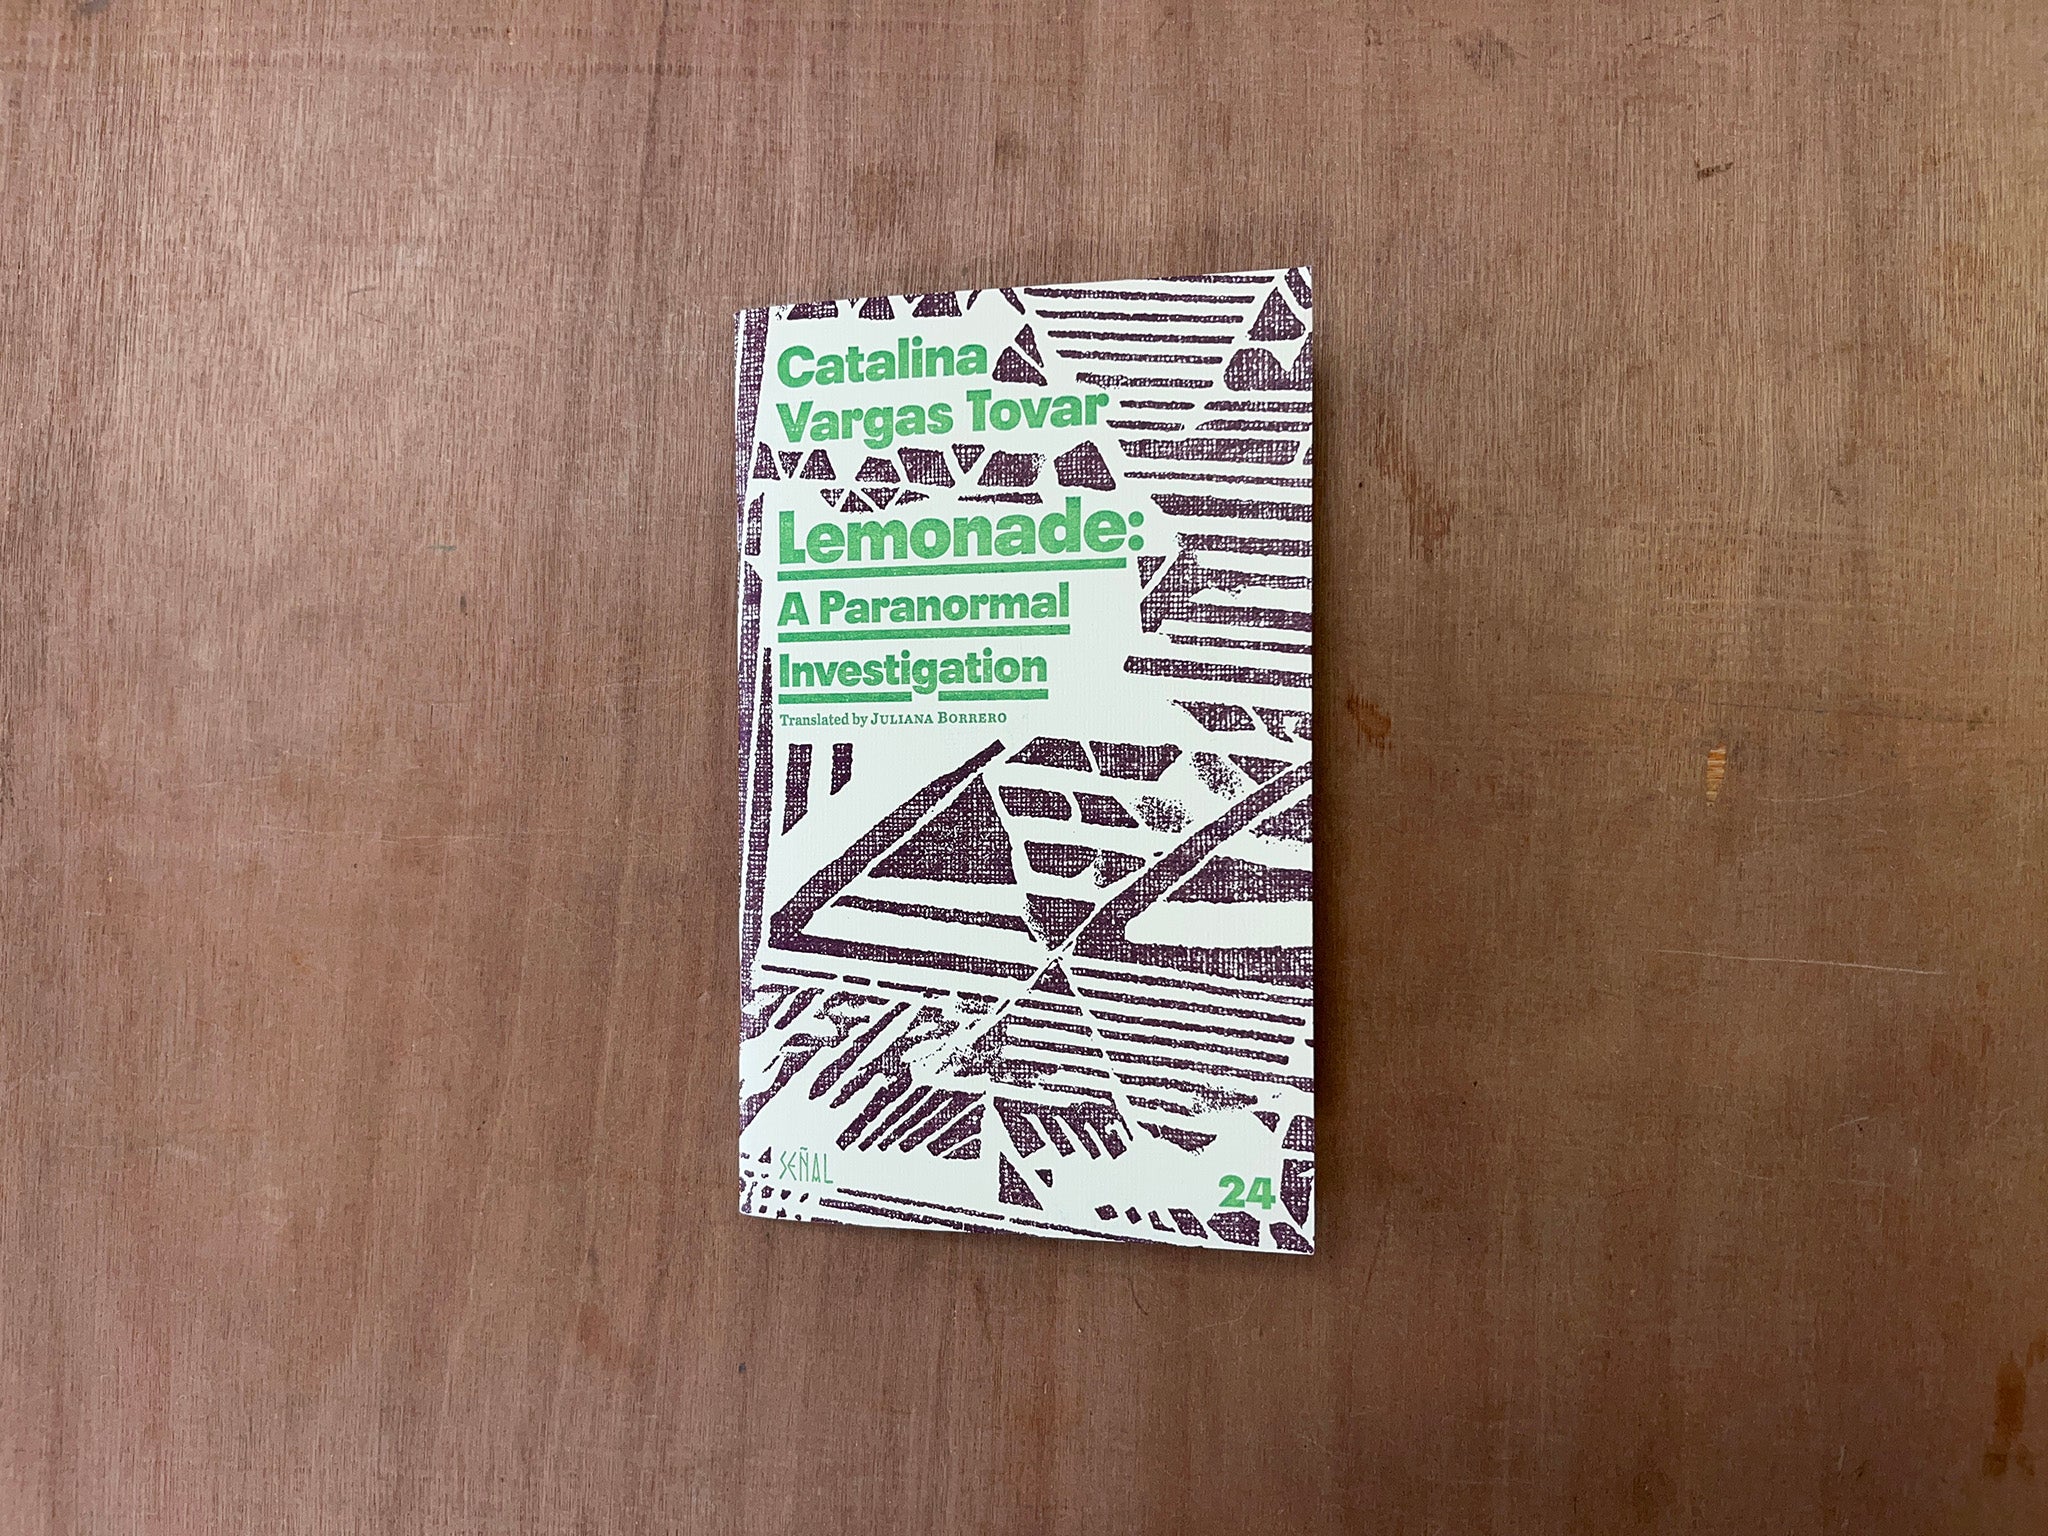 Catalina
Vargas Tovar
Lemonade:
A Paranormal
Investigation
Translated by JULIANA BORRERO
SEÑAL
24